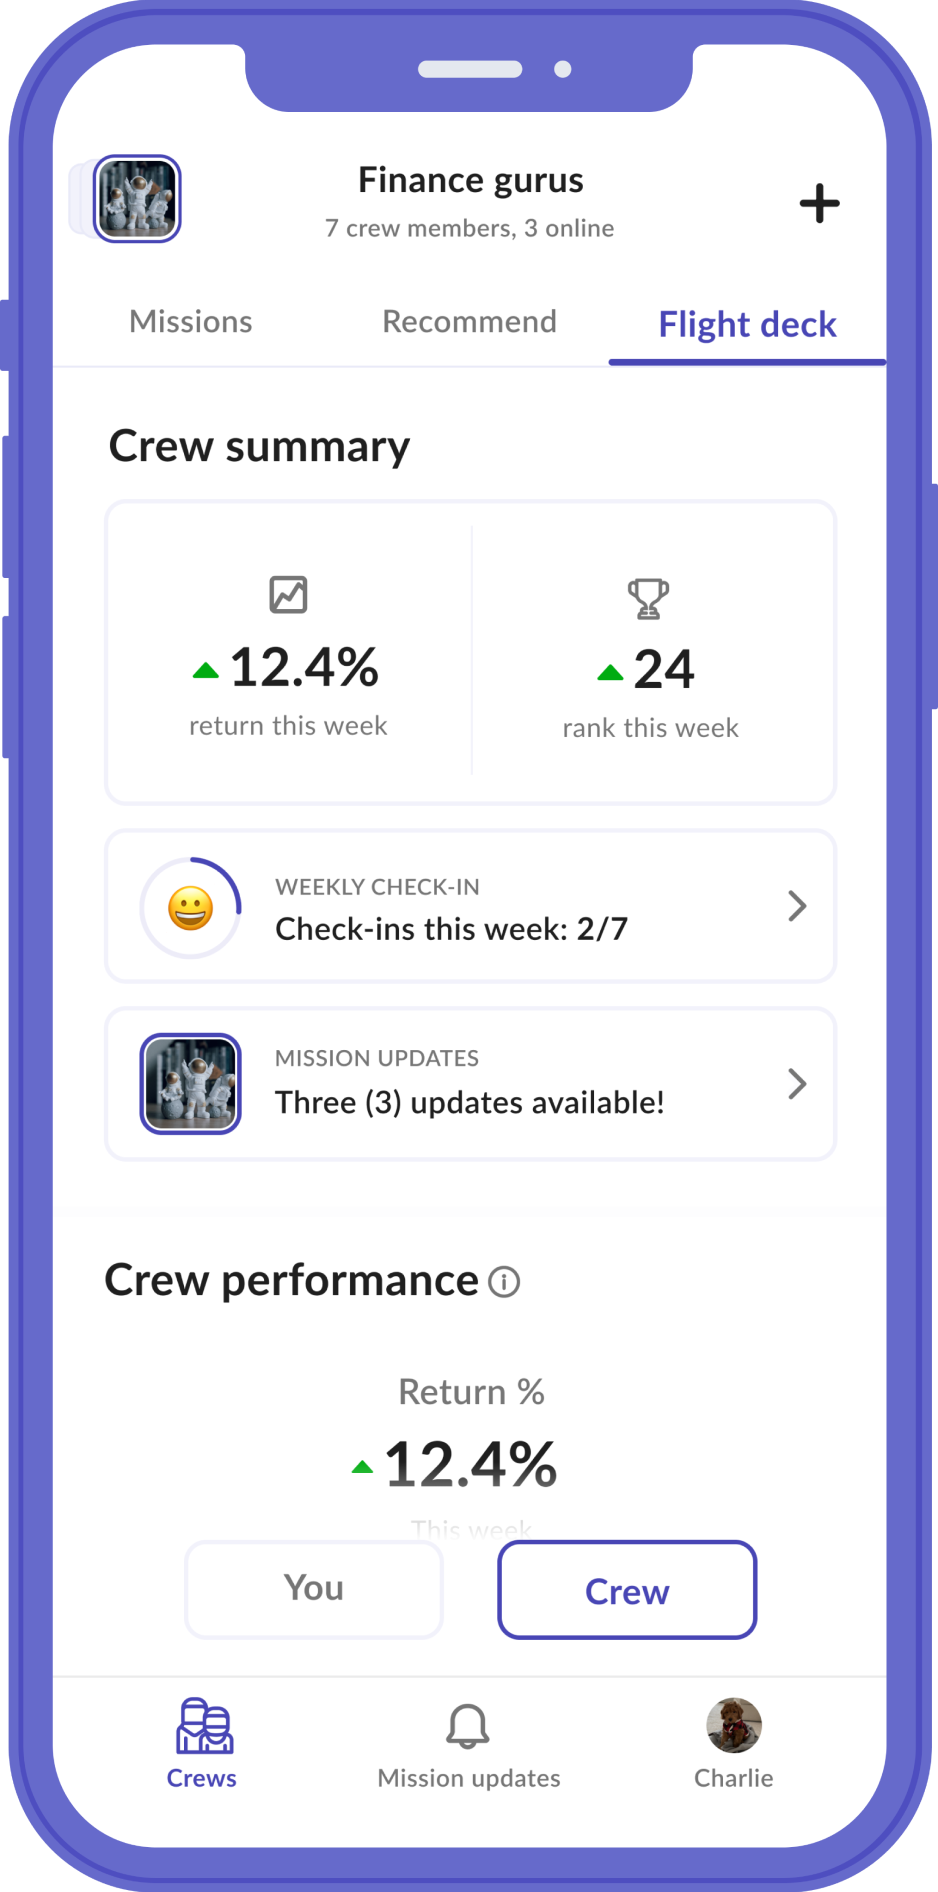 Finance gurus
7 crew members, 3 online
Missions
Recommend
Flight deck
Crew summary
12.4%
return this week
24
rank this week
WEEKLY CHECK-IN
Check-ins this week: 2/7
MISSION UPDATES
Three (3) updates available!
Crew performance
Return %
12.4%
This week
You
Crew
Crews
Mission updates
Charlie